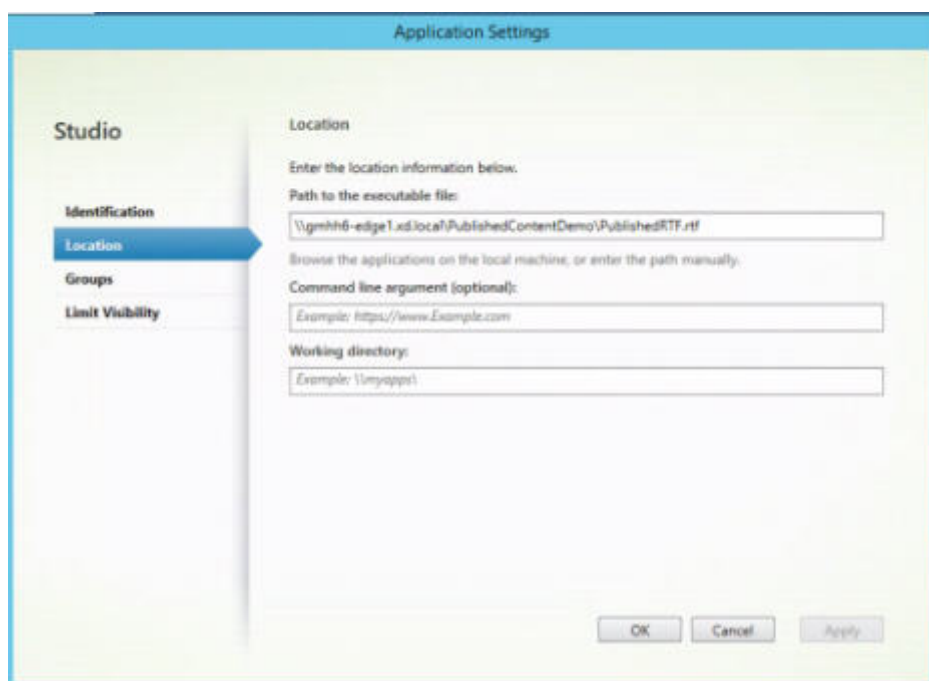 Application Settings
Studio
Identification
Location
Groups
Limit Visibility
Location
Enter the location information below.
Path to the executable file:
\\gmhh6-edge1.xd.local\PublishedContentDemo\PublishedRTF.rtf
Browse the applications on the local machine, or enter the path manually.
Command line argument (optional):
Example: https://www.Example.com
Working directory:
Example: \\myapps\
OK
Cancel
Apply